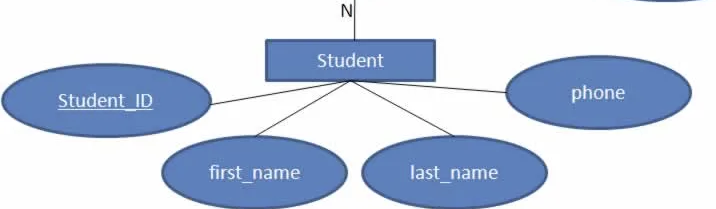 N
Student
Student_ID
phone
first_name
last_name